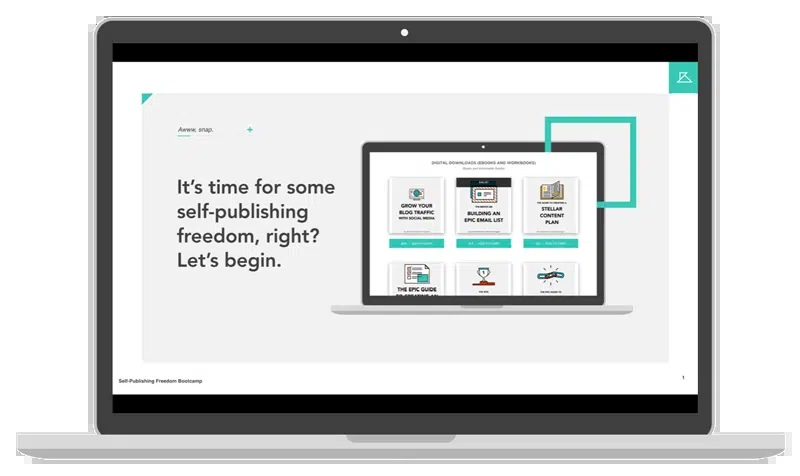 Awww, snap.
It's time for some
self-publishing
freedom, right?
Let's begin.
DIGITAL DOWNLOADS (EBOOKS AND WORKBOOKS)
GROW YOUR
BLOG TRAFFIC
WITH SOCIAL MEDIA
BUILDING AN
EPIC EMAIL LIST
STELLAR
CONTENT
PLAN
THE EPIC GUIDE
Self-Publishing Freedom Bootcamp
1